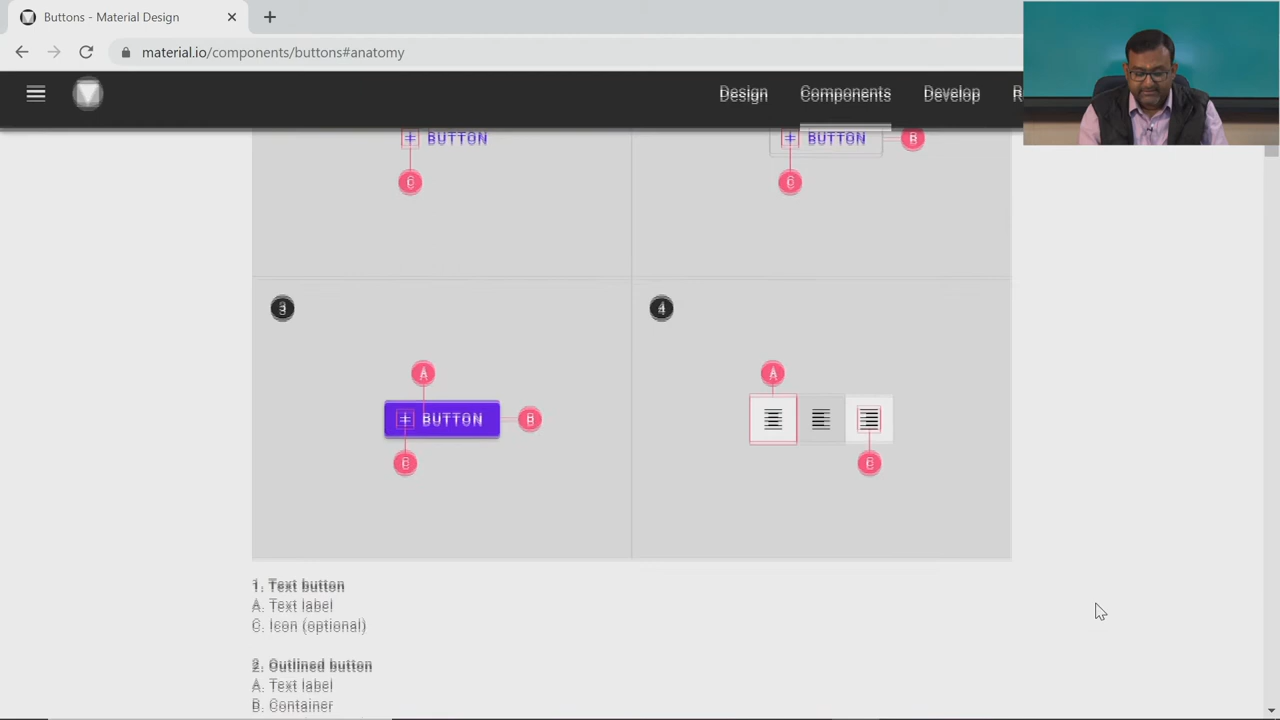 Buttons - Material Design
material.io/components/buttons#anatomy
Design Components Develop R
BUTTON BUTTON B
C C
3 4
A A
BUTTON B
C C
1. Text button
A. Text label
C. Icon (optional)
2. Outlined button
A. Text label
B. Container